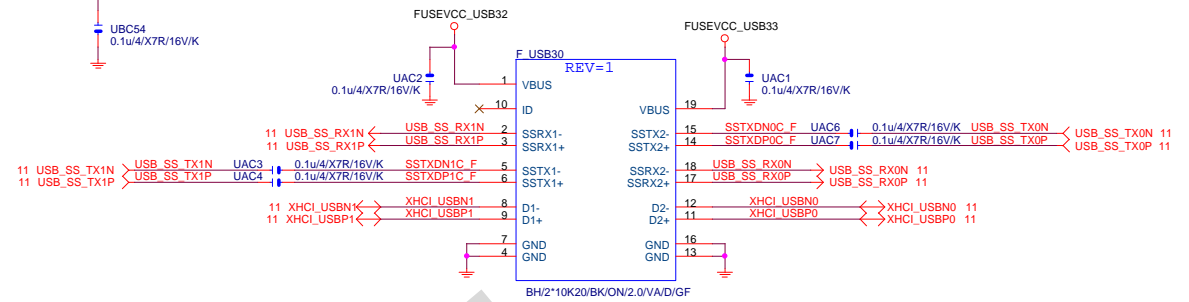 FUSEVCC_USB32
FUSEVCC_USB33
UBC54
0.1u/4/X7R/16V/K
F_USB30
REV=1
UAC2
0.1u/4/X7R/16V/K
UAC1
0.1u/4/X7R/16V/K
1 VBUS
10 ID
VBUS 19
11 USB_SS_RX1N USB_SS_RX1N 2 SSRX1-
11 USB_SS_RX1P USB_SS_RX1P 3 SSRX1+
SSTX2- 15 SSTXDN0C_F UAC6 0.1u/4/X7R/16V/K USB_SS_TX0N USB_SS_TX0N 11
SSTX2+ 14 SSTXDP0C_F UAC7 0.1u/4/X7R/16V/K USB_SS_TX0P USB_SS_TX0P 11
11 USB_SS_TX1N USB_SS_TX1N UAC3 0.1u/4/X7R/16V/K SSTXDN1C_F 5 SSTX1-
11 USB_SS_TX1P USB_SS_TX1P UAC4 0.1u/4/X7R/16V/K SSTXDP1C_F 6 SSTX1+
SSRX2- 18 USB_SS_RX0N USB_SS_RX0N 11
SSRX2+ 17 USB_SS_RX0P USB_SS_RX0P 11
11 XHCI_USBN1 XHCI_USBN1 8 D1-
11 XHCI_USBP1 XHCI_USBP1 9 D1+
D2- 12 XHCI_USBN0 XHCI_USBN0 11
D2+ 11 XHCI_USBP0 XHCI_USBP0 11
7 GND
4 GND
GND 16
GND 13
BH/2*10K20/BK/ON/2.0/VA/D/GF